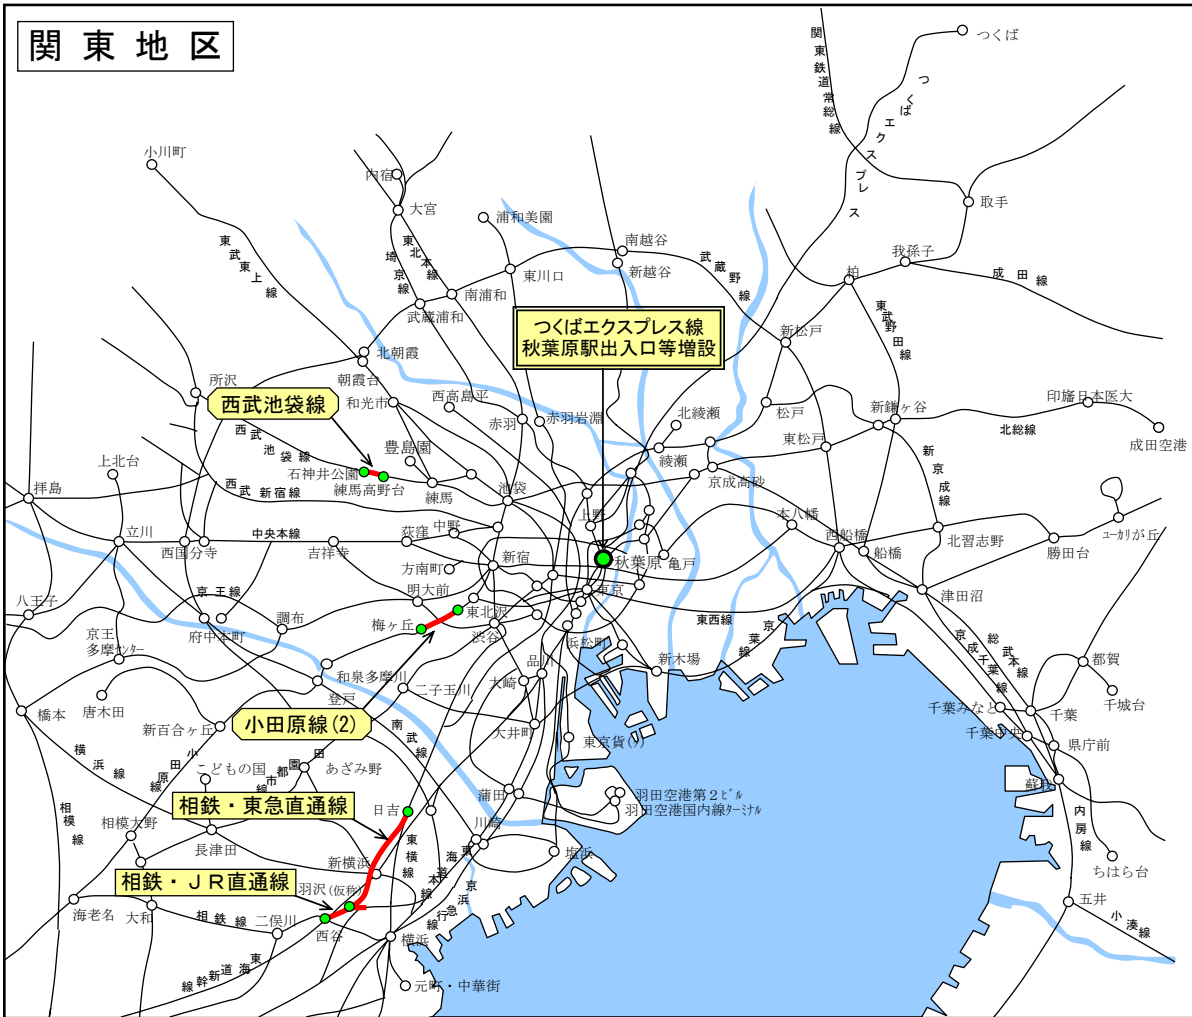 関東地区
つくば
関東鉄道常総線
つくばエクスプレス
小川町
内宿
大宮
浦和美園
取手
東武東上線
埼京線
東北本線
南越谷
新越谷
武蔵野線
我孫子
柏
成田線
東川口
南浦和
武蔵浦和
つくばエクスプレス線
秋葉原駅出入口等増設
新松戸
東武野田線
北朝霞
朝霞台
所沢
西武池袋線
和光市
西高島平
赤羽
赤羽岩淵
北綾瀬
松戸
新鎌ヶ谷
印旛日本医大
北総線
成田空港
西武池袋線
豊島園
綾瀬
東松戸
新京成線
上北台
石神井公園
練馬高野台
練馬
池袋
京成高砂
拝島
西武新宿線
上野
本八幡
ユーカリが丘
立川
西国分寺
中央本線
吉祥寺
荻窪
中野
西船橋
船橋
北習志野
勝田台
新宿
方南町
秋葉原
亀戸
八王子
京王線
明大前
東京
津田沼
府中本町
調布
梅ヶ丘
東北沢
渋谷
浜松町
東西線
京葉線
京成千葉線
総武本線
京王
多摩センター
和泉多摩川
登戸
二子玉川
品川
大崎
新木場
都賀
唐木田
橋本
新百合ヶ丘
小田原線(2)
大井町
東京貨(タ)
千葉みなと
千葉
千城台
千葉中央
県庁前
横浜線
小田原線
田園都市線
南武線
こどもの国
あざみ野
蘇我
相模線
相鉄・東急直通線
日吉
蒲田
羽田空港第2ビル
羽田空港国内線ターミナル
相模大野
長津田
川崎
内房線
新横浜
東横線
塩浜
ちはら台
相鉄・JR直通線
羽沢(仮称)
東海道本線
京浜急行
海老名
大和
相鉄線
二俣川
西谷
横浜
五井
小湊線
東海道新幹線
元町・中華街